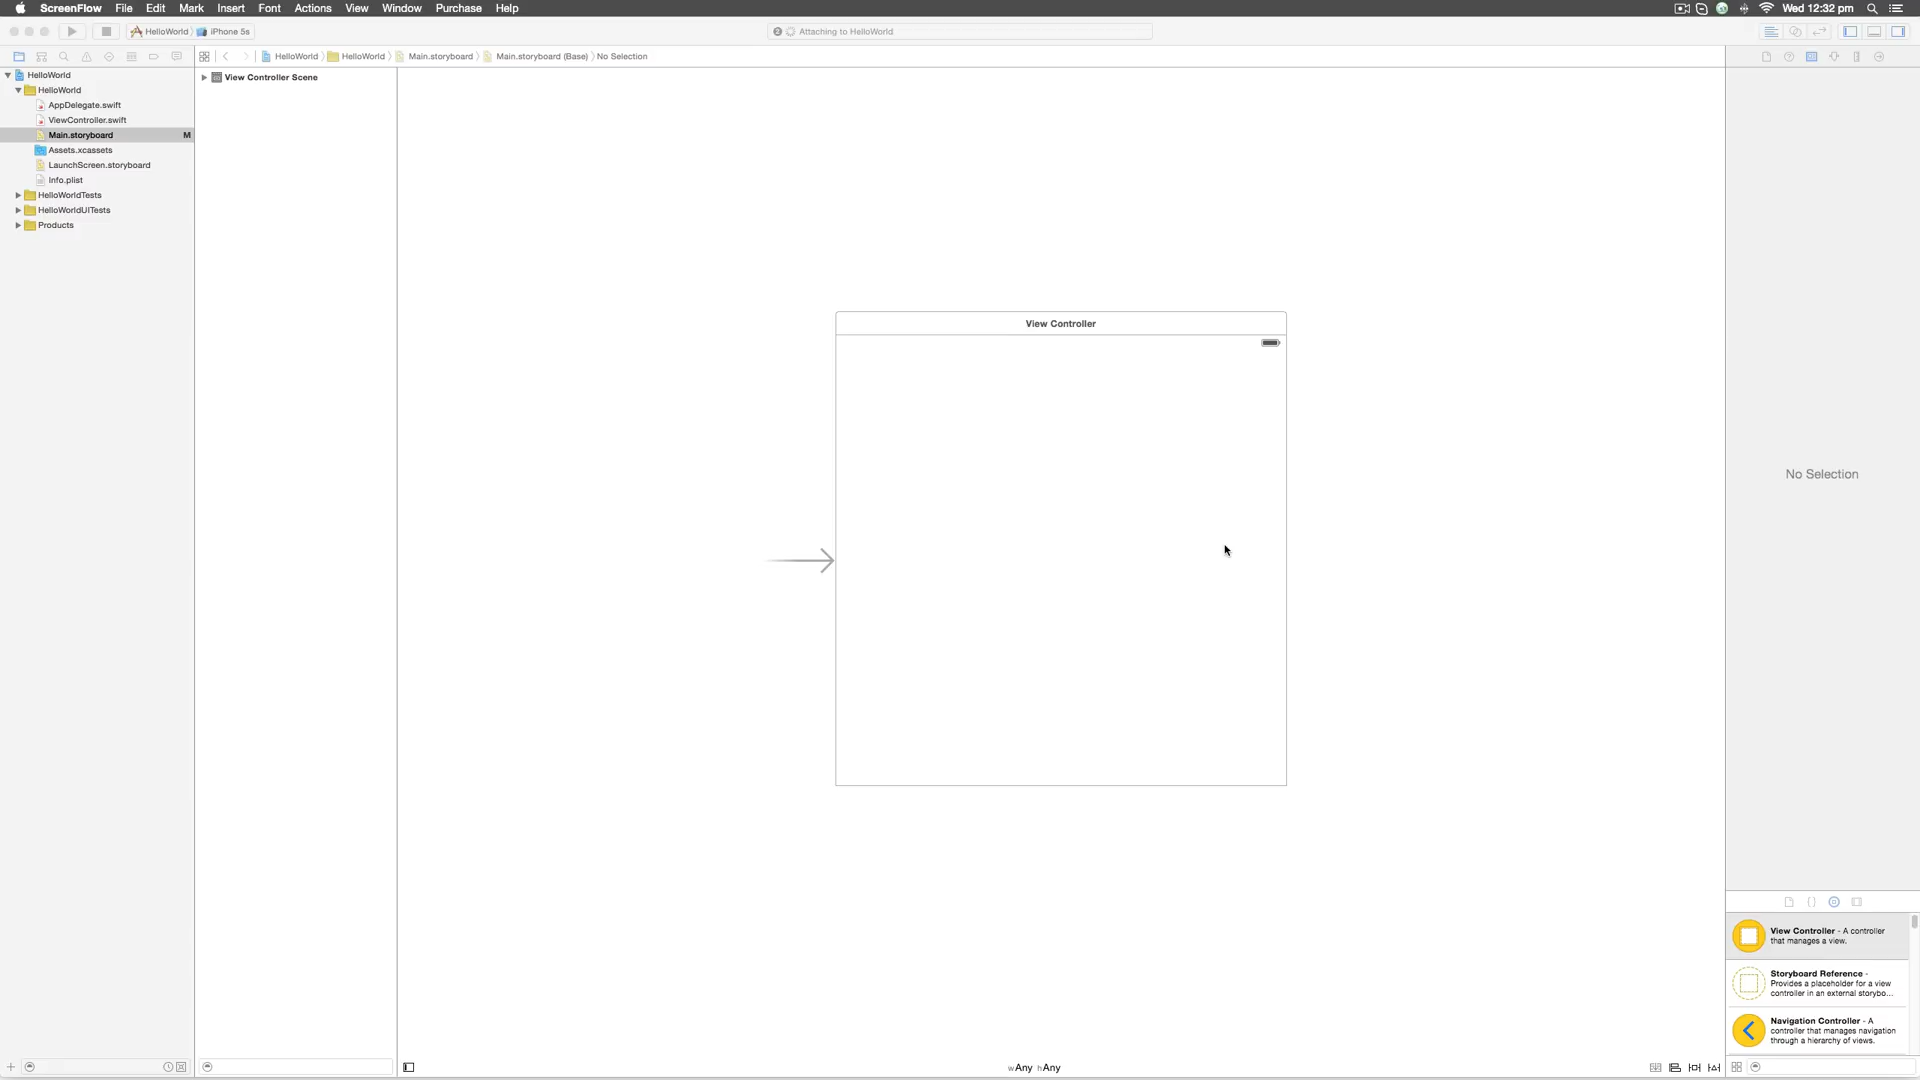 ScreenFlow File Edit Mark Insert Font Actions View Window Purchase Help Wed 12:32 pm
HelloWorld iPhone 5s
2 Attaching to HelloWorld
HelloWorld HelloWorld Main.storyboard Main.storyboard (Base) No Selection
HelloWorld
HelloWorld
AppDelegate.swift
ViewController.swift
Main.storyboard M
Assets.xcassets
LaunchScreen.storyboard
Info.plist
HelloWorldTests
HelloWorldUITests
Products
View Controller Scene
View Controller
No Selection
View Controller - A controller
that manages a view.
Storyboard Reference -
Provides a placeholder for a view
controller in an external storybo...
Navigation Controller - A
controller that manages navigation
through a hierarchy of views.
wAny hAny